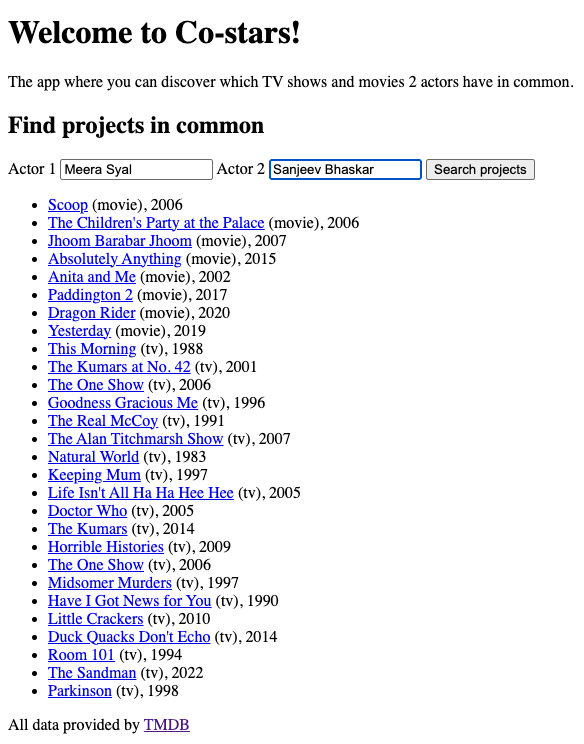 Welcome to Co-stars!
The app where you can discover which TV shows and movies 2 actors have in common.
Find projects in common
Actor 1 Meera Syal Actor 2 Sanjeev Bhaskar Search projects
Scoop (movie), 2006
The Children's Party at the Palace (movie), 2006
Jhoom Barabar Jhoom (movie), 2007
Absolutely Anything (movie), 2015
Anita and Me (movie), 2002
Paddington 2 (movie), 2017
Dragon Rider (movie), 2020
Yesterday (movie), 2019
This Morning (tv), 1988
The Kumars at No. 42 (tv), 2001
The One Show (tv), 2006
Goodness Gracious Me (tv), 1996
The Real McCoy (tv), 1991
The Alan Titchmarsh Show (tv), 2007
Natural World (tv), 1983
Keeping Mum (tv), 1997
Life Isn't All Ha Ha Hee Hee (tv), 2005
Doctor Who (tv), 2005
The Kumars (tv), 2014
Horrible Histories (tv), 2009
The One Show (tv), 2006
Midsomer Murders (tv), 1997
Have I Got News for You (tv), 1990
Little Crackers (tv), 2010
Duck Quacks Don't Echo (tv), 2014
Room 101 (tv), 1994
The Sandman (tv), 2022
Parkinson (tv), 1998
All data provided by TMDB